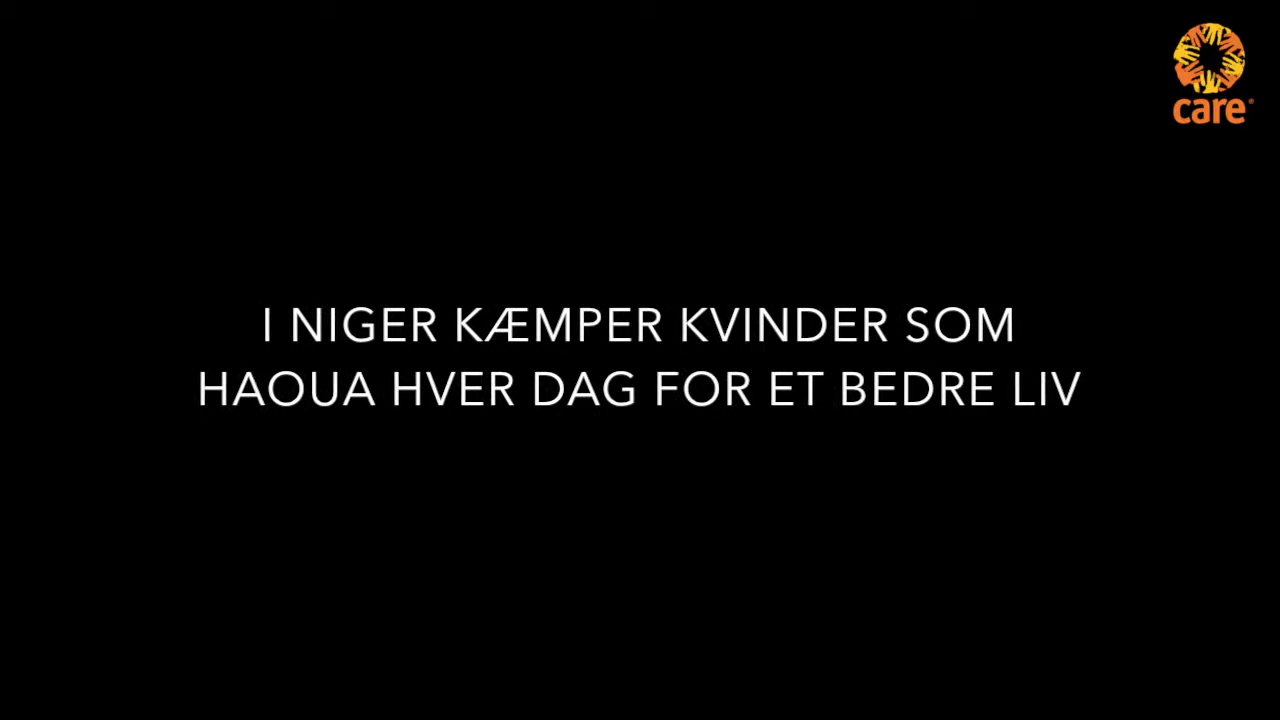 care
I NIGER KÆMPER KVINDER SOM
HAOUA HVER DAG FOR ET BEDRE LIV